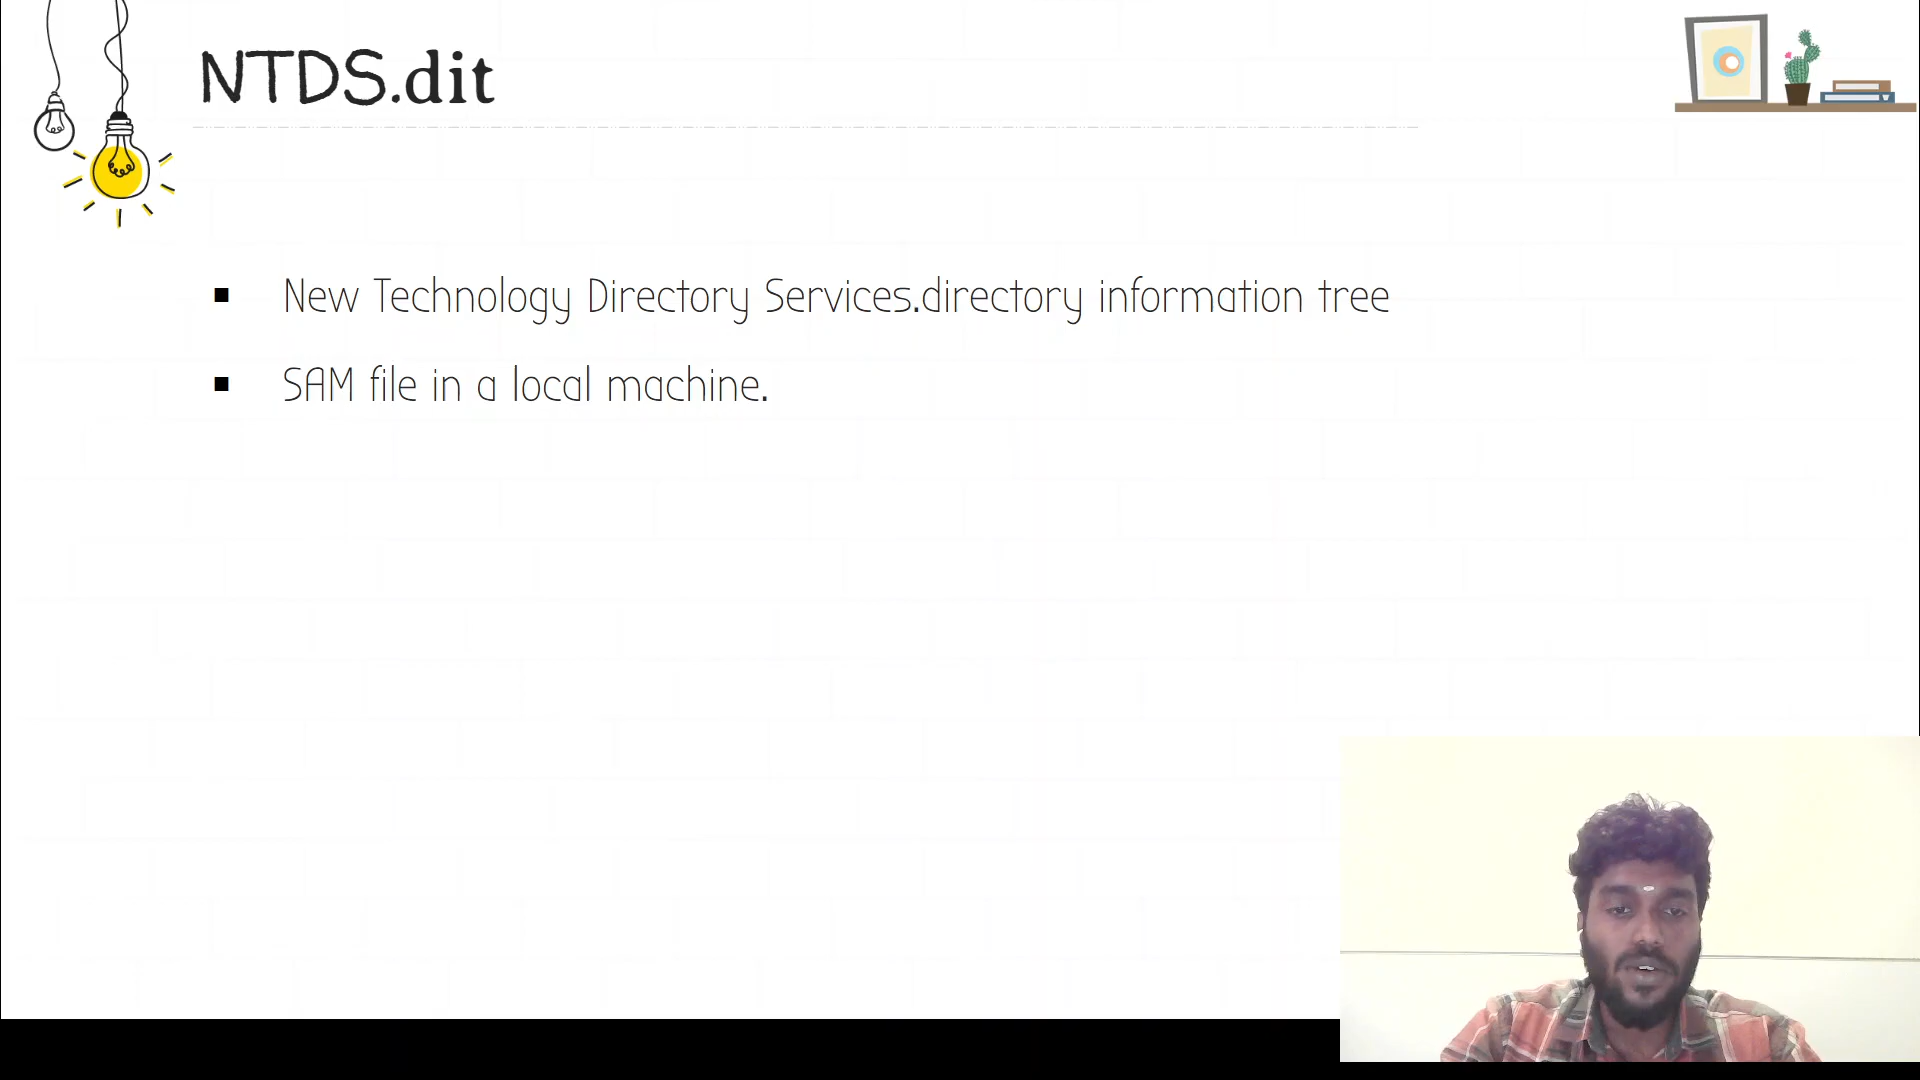 NTDS.dit
New Technology Directory Services.directory information tree
SAM file in a local machine.